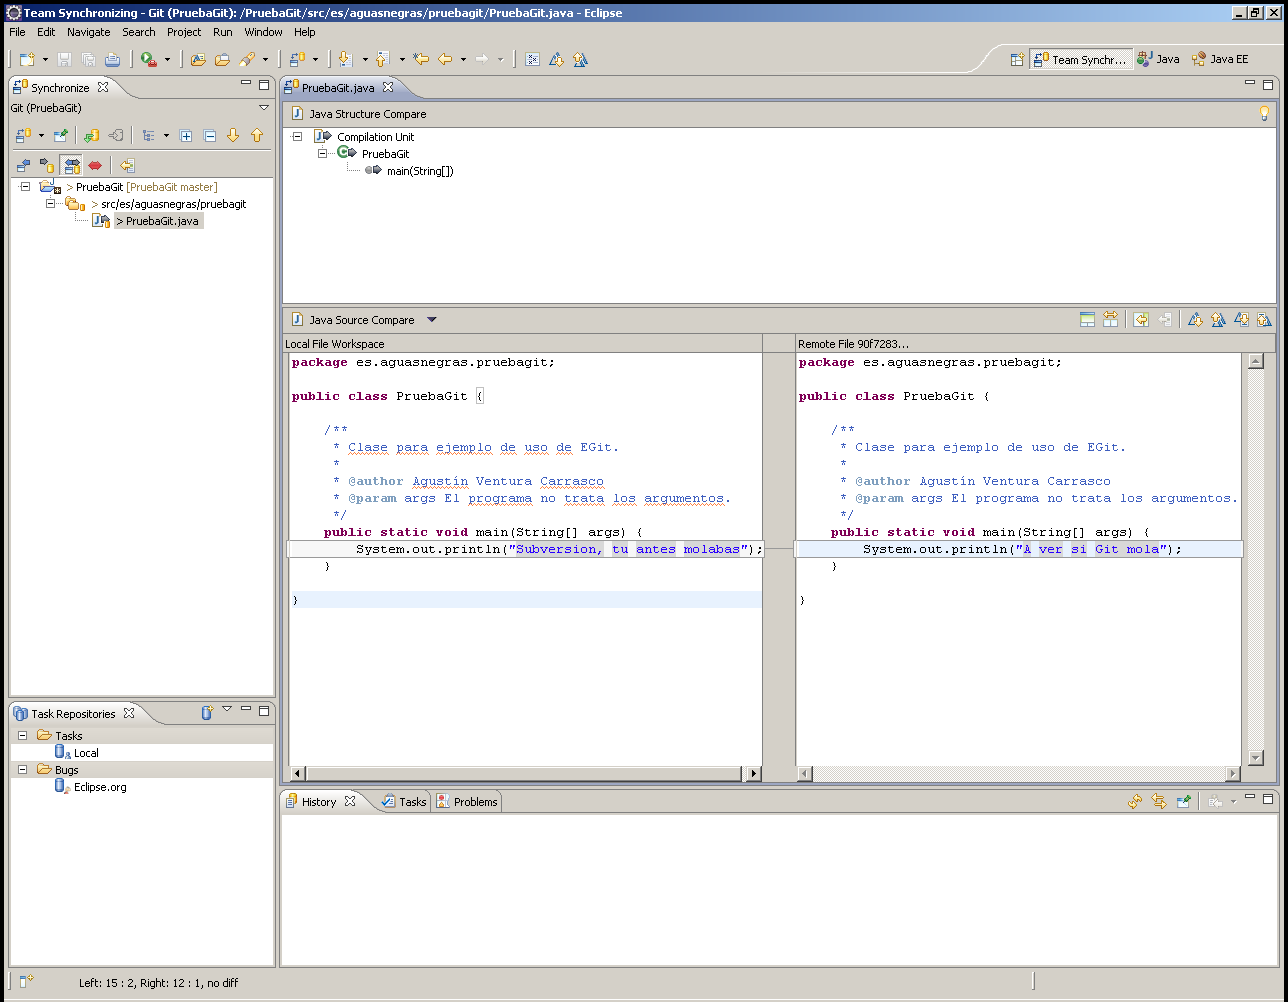 Team Synchronizing - Git (PruebaGit): /PruebaGit/src/es/aguasnegras/pruebagit/PruebaGit.java - Eclipse
File Edit Navigate Search Project Run Window Help
Team Synchr... Java Java EE
Synchronize
Git (PruebaGit)
> PruebaGit [PruebaGit master]
> src/es/aguasnegras/pruebagit
> PruebaGit.java
PruebaGit.java
Java Structure Compare
Compilation Unit
PruebaGit
main(String[])
Java Source Compare
Local File Workspace
package es.aguasnegras.pruebagit;
public class PruebaGit {
/**
* Clase para ejemplo de uso de EGit.
*
* @author Agustín Ventura Carrasco
* @param args El programa no trata los argumentos.
*/
public static void main(String[] args) {
System.out.println("Subversion, tu antes molabas");
}
}
Remote File 90f7283...
package es.aguasnegras.pruebagit;
public class PruebaGit {
/**
* Clase para ejemplo de uso de EGit.
*
* @author Agustín Ventura Carrasco
* @param args El programa no trata los argumentos.
*/
public static void main(String[] args) {
System.out.println("A ver si Git mola");
}
}
Task Repositories
Tasks
Local
Bugs
Eclipse.org
History Tasks Problems
Left: 15 : 2, Right: 12 : 1, no diff